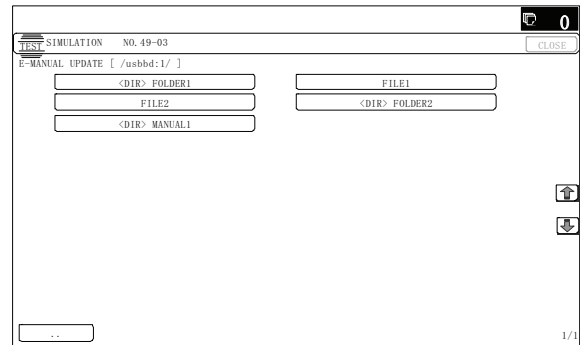 0
TEST SIMULATION NO. 49-03 CLOSE
E-MANUAL UPDATE [ /usbbd:1/ ]
<DIR> FOLDER1 FILE1
FILE2 <DIR> FOLDER2
<DIR> MANUAL1
.. 1/1